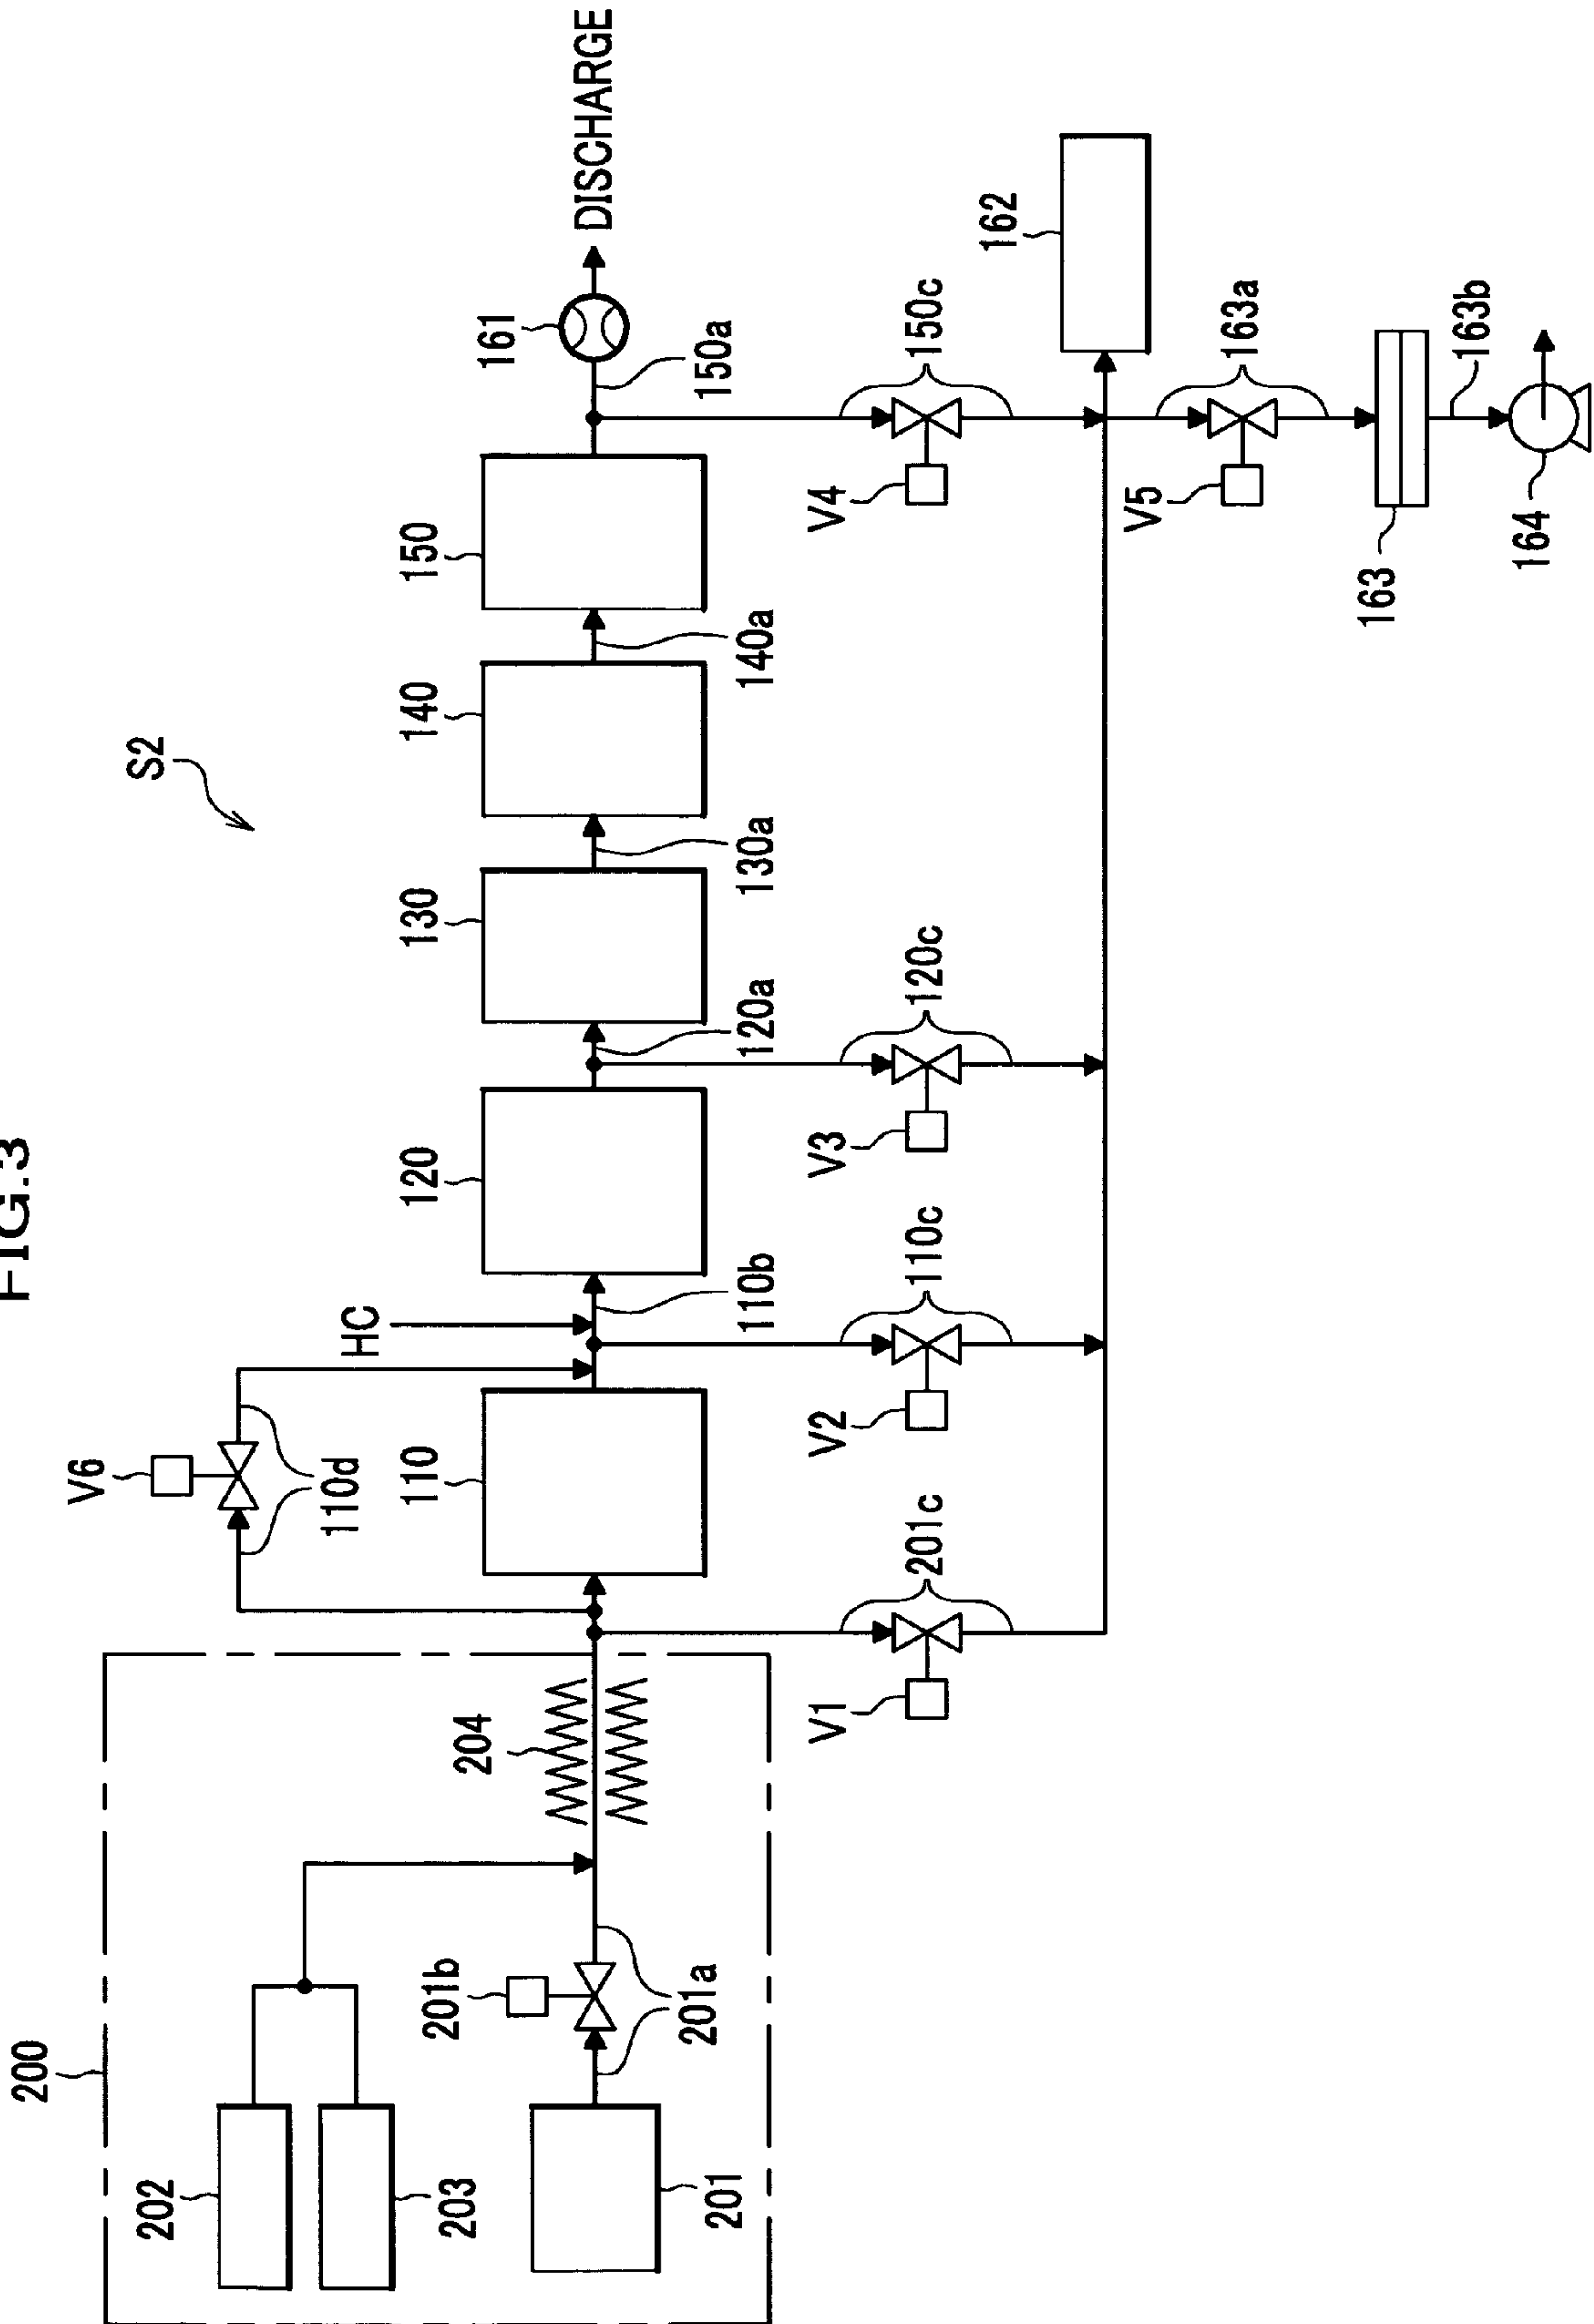 FIG.3
S2
200
202
203
201
201b
201a
204
V6
110d
HC
110
110b
120
120a
130
130a
140
140a
150
150a
161
DISCHARGE
V1
201c
V2
110c
V3
120c
V4
150c
162
V5
163a
163
163b
164